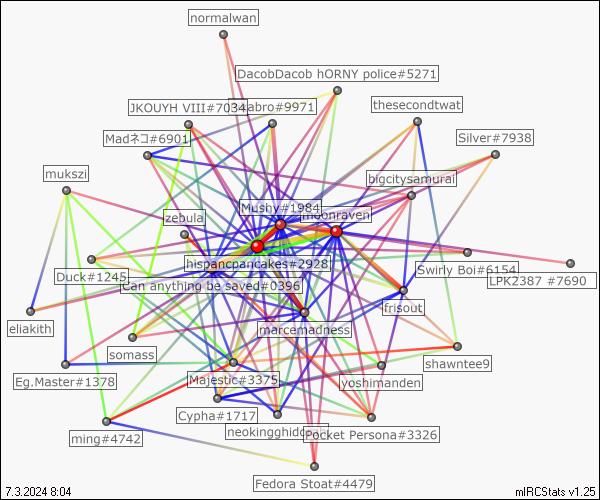 normalwan
DacobDacob hORNY police#5271
JKOUYH VIII#7034
abro#9971
thesecondtwat
Madネコ#6901
Silver#7938
mukszi
bigcitysamurai
Mushy#1984
moonraven
zebula
hispancpancakes#2928
Duck#1245
Swirly Boi#6154
LPK2387 #7690
Can anything be saved#0396
frisout
eliakith
marcemadness
somass
shawntee9
Eg.Master#1378
Majestic#3375
yoshimanden
Cypha#1717
neokingghid
Pocket Persona#3326
ming#4742
Fedora Stoat#4479
7.3.2024 8:04
mIRCStats v1.25